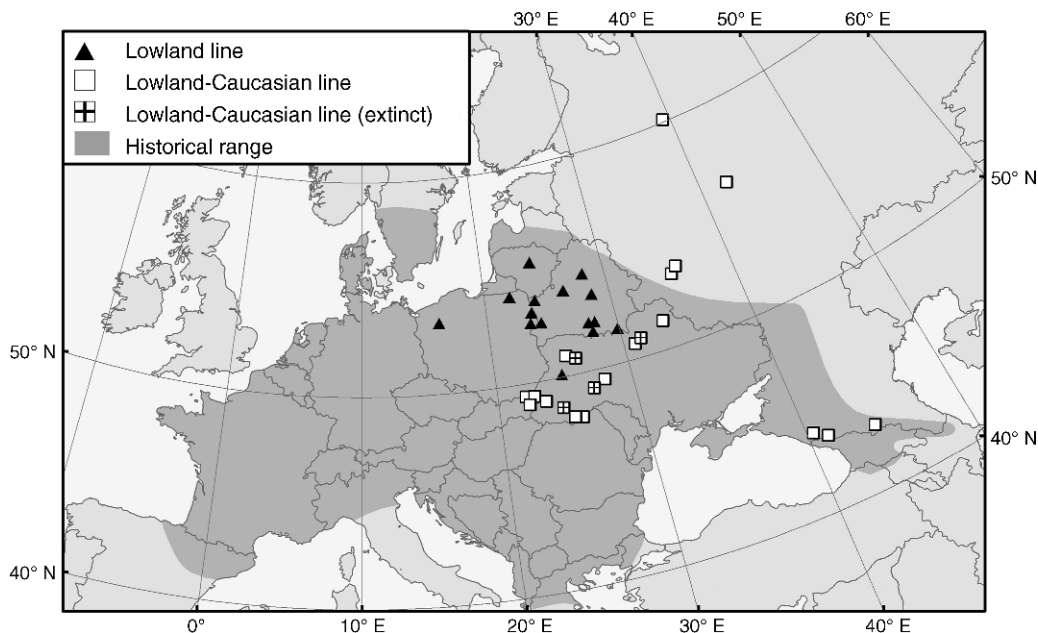 30° E 40° E 50° E 60° E
Lowland line
Lowland-Caucasian line
Lowland-Caucasian line (extinct)
Historical range
50° N
50° N
40° N
40° N
0° 10° E 20° E 30° E 40° E